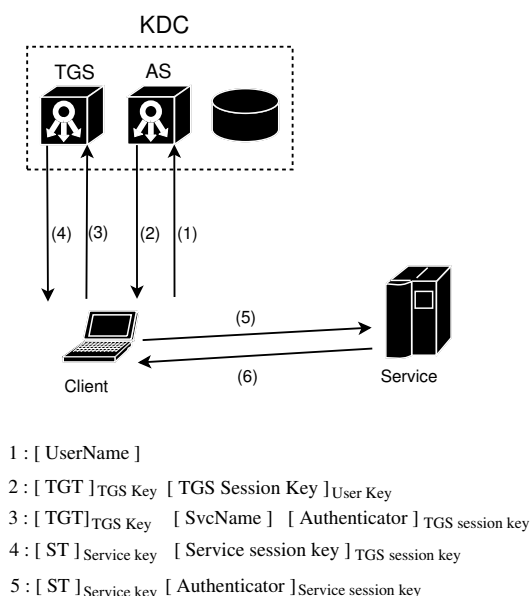 KDC
TGS AS
(4) (3) (2) (1)
(5)
(6)
Client
Service
1 : [ UserName ]
2 : [ TGT ] TGS Key [ TGS Session Key ] User Key
3 : [ TGT] TGS Key [ SvcName ] [ Authenticator ] TGS session key
4 : [ ST ] Service key [ Service session key ] TGS session key
5 : [ ST ] Service key [ Authenticator ] Service session key